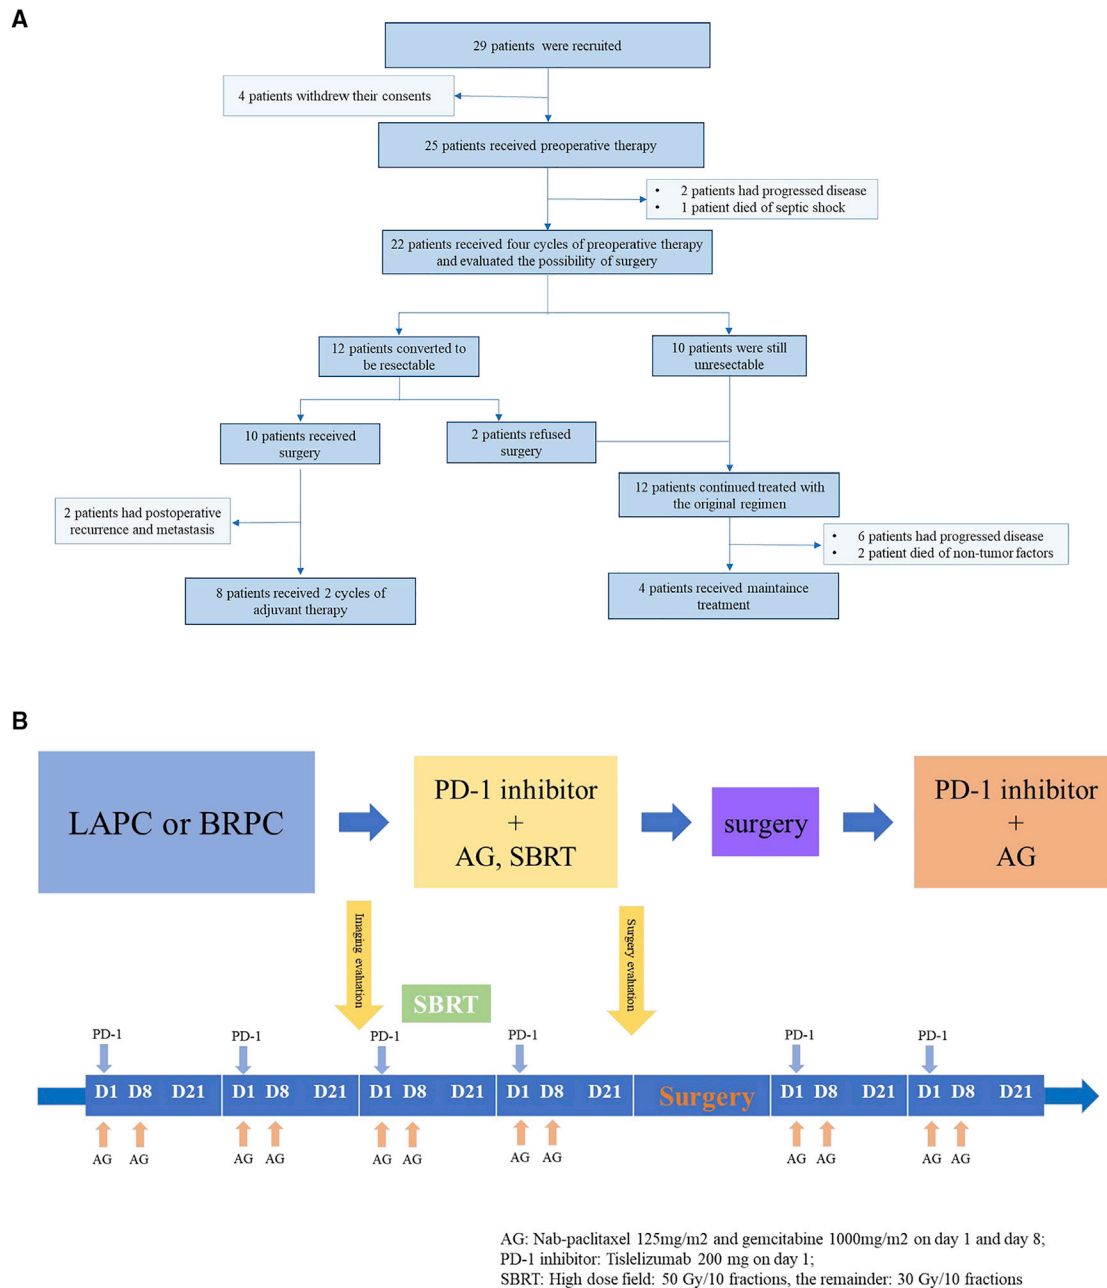 A
29 patients were recruited
4 patients withdrew their consents
25 patients received preoperative therapy
• 2 patients had progressed disease
• 1 patient died of septic shock
22 patients received four cycles of preoperative therapy
and evaluated the possibility of surgery
12 patients converted to
be resectable
10 patients were still
unresectable
10 patients received
surgery
2 patients refused
surgery
12 patients continued treated with
the original regimen
2 patients had postoperative
recurrence and metastasis
• 6 patients had progressed disease
• 2 patient died of non-tumor factors
8 patients received 2 cycles of
adjuvant therapy
4 patients received maintaince
treatment
B
LAPC or BRPC
PD-1 inhibitor
+
AG, SBRT
surgery
PD-1 inhibitor
+
AG
Imaging evaluation
Surgery evaluation
SBRT
PD-1 PD-1 PD-1 PD-1 PD-1 PD-1
D1 D8 D21 D1 D8 D21 D1 D8 D21 D1 D8 D21 Surgery D1 D8 D21 D1 D8 D21
AG AG AG AG AG AG AG AG AG AG AG AG
AG: Nab-paclitaxel 125mg/m2 and gemcitabine 1000mg/m2 on day 1 and day 8;
PD-1 inhibitor: Tislelizumab 200 mg on day 1;
SBRT: High dose field: 50 Gy/10 fractions, the remainder: 30 Gy/10 fractions